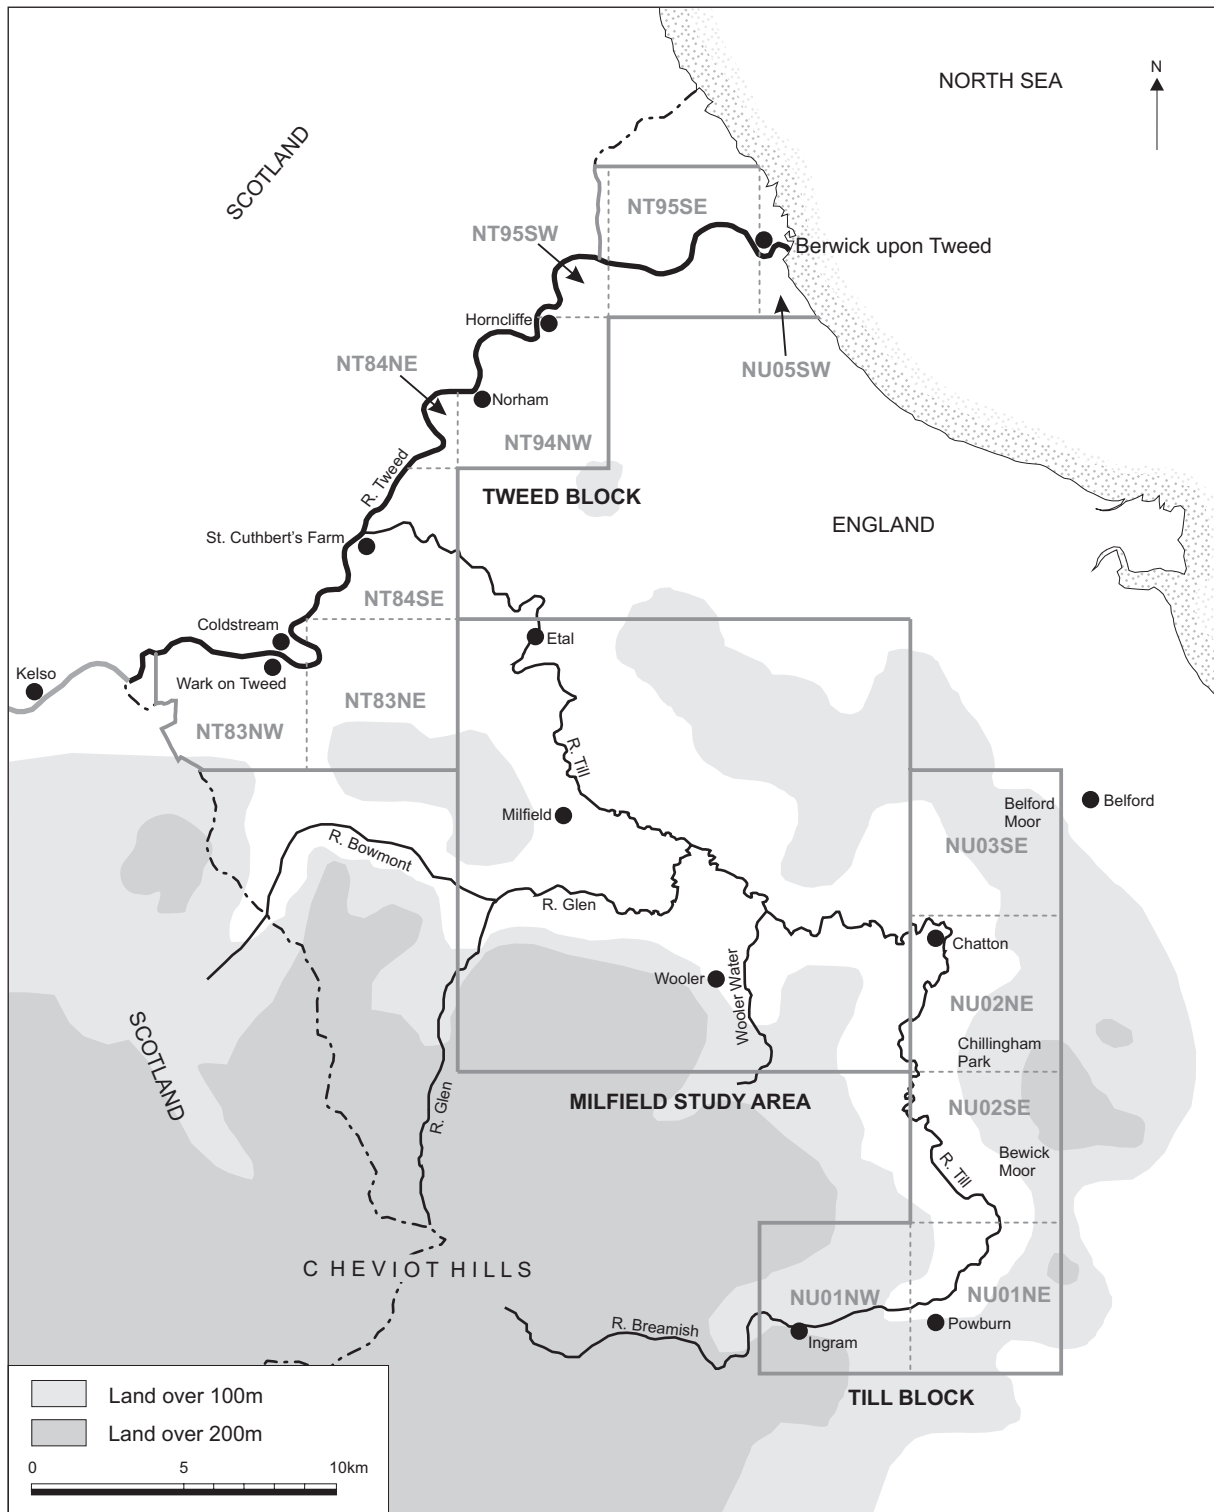 N
NORTH SEA
SCOTLAND
NT95SE
NT95SW
Berwick upon Tweed
Horncliffe
NT84NE
NU05SW
Norham
NT94NW
R. Tweed
TWEED BLOCK
ENGLAND
St. Cuthbert's Farm
NT84SE
Coldstream
Etal
Kelso
Wark on Tweed
NT83NE
NT83NW
R. Till
Belford
Moor
Belford
Milfield
R. Bowmont
NU03SE
R. Glen
Chatton
Wooler
Wooler Water
NU02NE
SCOTLAND
Chillingham
Park
R. Glen
MILFIELD STUDY AREA
NU02SE
Bewick
Moor
R. Till
CHEVIOT HILLS
NU01NW
NU01NE
R. Breamish
Ingram
Powburn
TILL BLOCK
Land over 100m
Land over 200m
0 5 10km